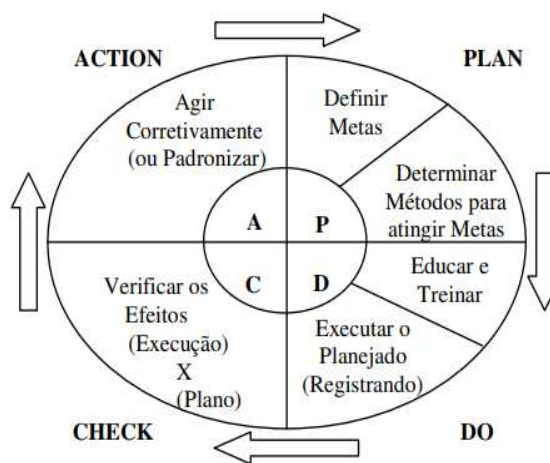 ACTION
PLAN
Agir
Corretivamente
(ou Padronizar)
Definir
Metas
Determinar
Métodos para
atingir Metas
A
P
C
D
Educar e
Treinar
Executar o
Planejado
(Registrando)
Verificar os
Efeitos
(Execução)
X
(Plano)
CHECK
DO